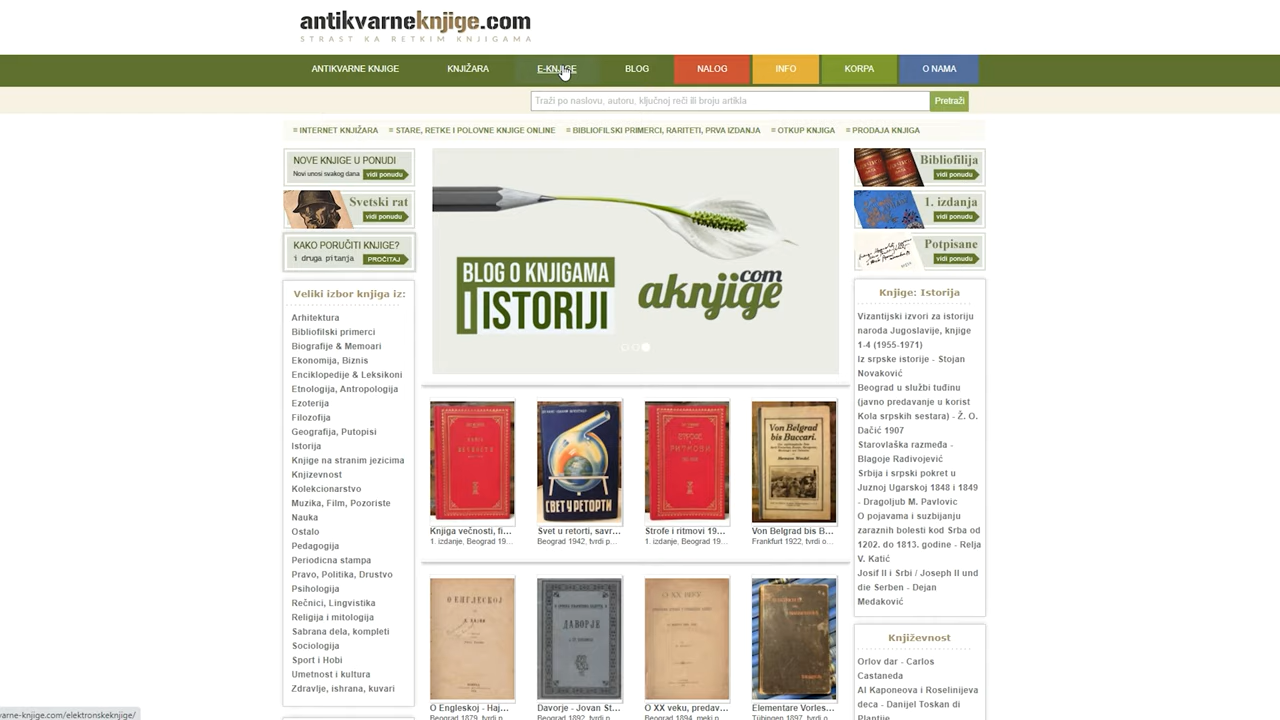 antikvarneknjige.com
STRAST KA RETKIM KNJIGAMA
ANTIKVARNE KNJIGE
KNJIŽARA
E-KNJIGE
BLOG
NALOG
INFO
KORPA
O NAMA
Traži po naslovu, autoru, ključnoj reči ili broju artikla
Pretraži
= INTERNET KNJIŽARA = STARE, RETKE I POLOVNE KNJIGE ONLINE = BIBLIOFILSKI PRIMERCI, RARITETI, PRVA IZDANJA = OTKUP KNJIGA = PRODAJA KNJIGA
NOVE KNJIGE U PONUDI
Novi unosi svakog dana vidi ponudu
Svetski rat
vidi ponudu
KAKO PORUČITI KNJIGE?
i druga pitanja PROČITAJ
Veliki izbor knjiga iz:
Arhitektura
Bibliofilski primerci
Biografije & Memoari
Ekonomija, Biznis
Enciklopedije & Leksikoni
Etnologija, Antropologija
Ezoterija
Filozofija
Geografija, Putopisi
Istorija
Knjige na stranim jezicima
Knjizevnost
Kolekcionarstvo
Muzika, Film, Pozoriste
Nauka
Ostalo
Pedagogija
Periodicna stampa
Pravo, Politika, Drustvo
Psihologija
Rečnici, Lingvistika
Religija i mitologija
Sabrana dela, kompleti
Sociologija
Sport i Hobi
Umetnost i kultura
Zdravlje, ishrana, kuvari
BLOG O KNJIGAMA
I ISTORIJI
aknjige.com
Von Belgrad
bis Baccari.
СВЕТ У РЕТОРТИ
Knjiga večnosti, fi...
1. izdanje, Beograd 19...
Svet u retorti, savr...
Beograd 1942, tvrdi p...
Strofe i ritmovi 19...
1. izdanje, Beograd 19...
Von Belgrad bis B...
Frankfurt 1922, tvrdi o...
О ЕНГЛЕСКОЈ
ДАВОРЈЕ
О XX ВЕКУ
O Engleskoj - Haj...
Beograd 1879, tvrdi p...
Davorje - Jovan St...
Beograd 1892, tvrdi p...
O XX veku, predav...
Beograd 1894, meki p...
Elementare Vorles...
Tübingen 1897, tvrdi o...
Bibliofilija
vidi ponudu
1. izdanja
vidi ponudu
Potpisane
vidi ponudu
Knjige: Istorija
Vizantijski izvori za istoriju
naroda Jugoslavije, knjige
1-4 (1955-1971)
Iz srpske istorije - Stojan
Novaković
Beograd u službi tuđinu
(javno predavanje u korist
Kola srpskih sestara) - Ž. O.
Dačić 1907
Starovlaška razmeđa -
Blagoje Radivojević
Srbija i srpski pokret u
Juznoj Ugarskoj 1848 i 1849
- Dragoljub M. Pavlovic
O pojava i suzbijanju
zaraznih bolesti kod Srba od
1202. do 1813. godine - Relja
V. Katić
Josif II i Srbi / Joseph II und
die Serben - Dejan
Medaković
Književnost
Orlov dar - Carlos
Castaneda
Al Kaponeova i Roselinijeva
deca - Danijel Toskan di
Plantije
varne-knjige.com/elektronskeknjige/